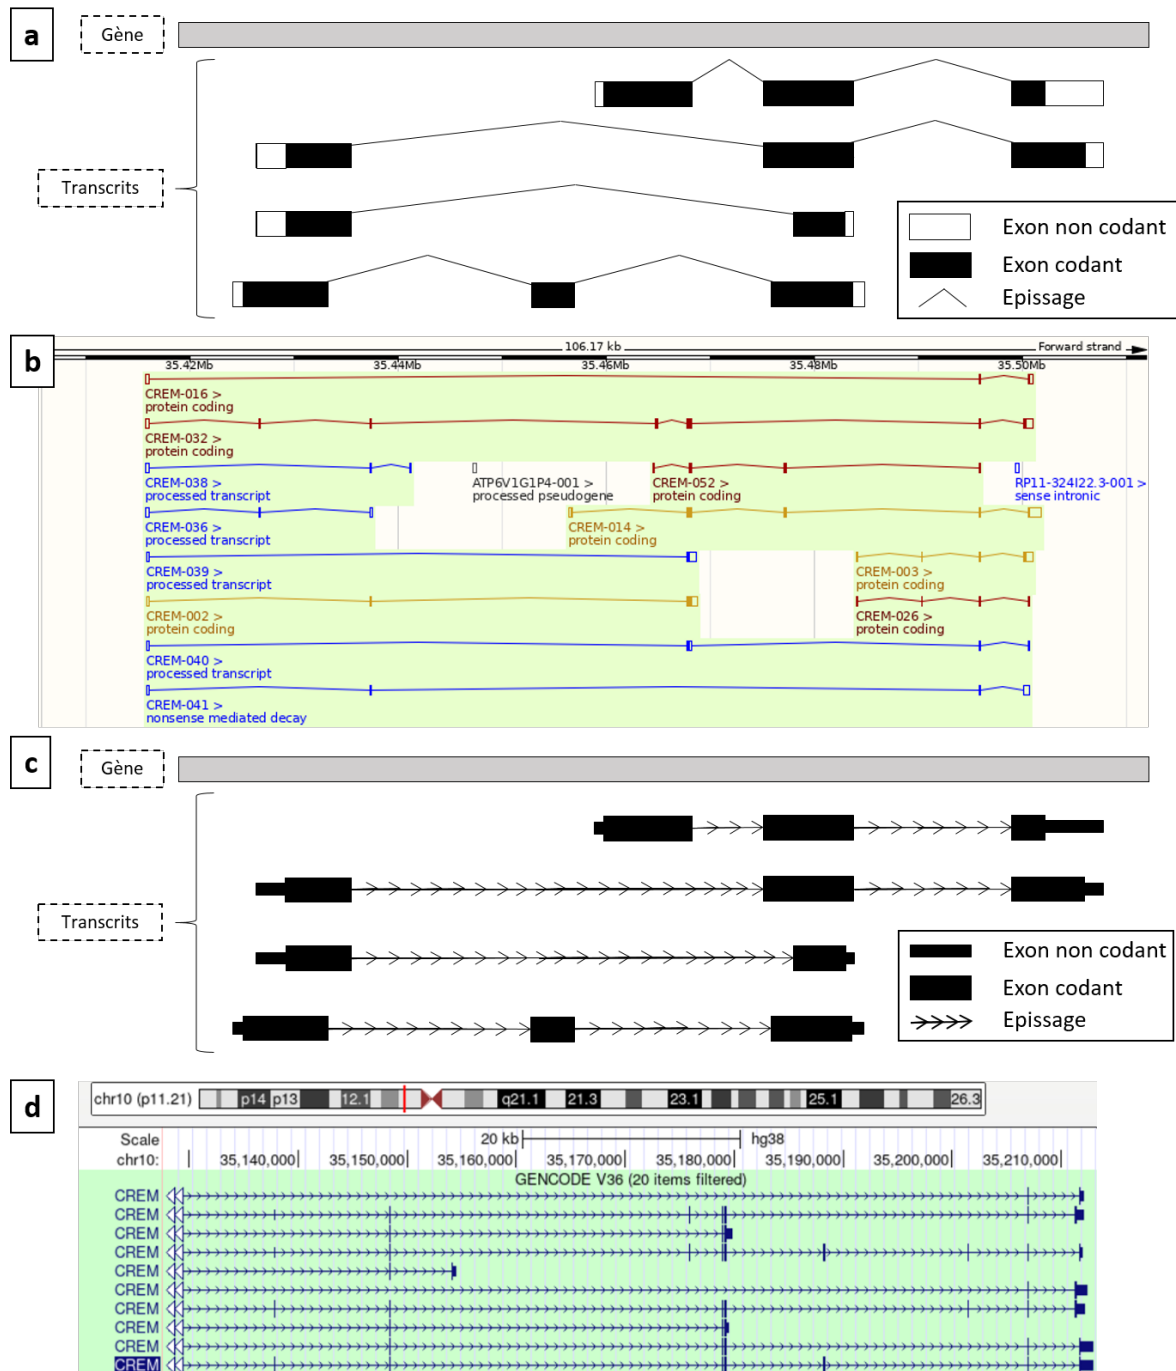 a
Gène
Transcrits
Exon non codant
Exon codant
Epissage
b
106.17 kb
Forward strand
35.42Mb 35.44Mb 35.46Mb 35.48Mb 35.50Mb
CREM-016 >
protein coding
CREM-032 >
protein coding
CREM-038 > ATP6V1G1P4-001 > CREM-052 > RP11-324I22.3-001 >
processed transcript processed pseudogene protein coding sense intronic
CREM-036 > CREM-014 >
processed transcript protein coding
CREM-039 > CREM-003 >
processed transcript protein coding
CREM-002 > CREM-026 >
protein coding protein coding
CREM-040 >
processed transcript
CREM-041 >
nonsense mediated decay
c
Gène
Transcrits
Exon non codant
Exon codant
Epissage
d
chr10 (p11.21) p14 p13 12.1 q21.1 21.3 23.1 25.1 26.3
Scale 20 kb hg38
chr10: 35,140,000 35,150,000 35,160,000 35,170,000 35,180,000 35,190,000 35,200,000 35,210,000
GENCODE V36 (20 items filtered)
CREM
CREM
CREM
CREM
CREM
CREM
CREM
CREM
CREM
CREM